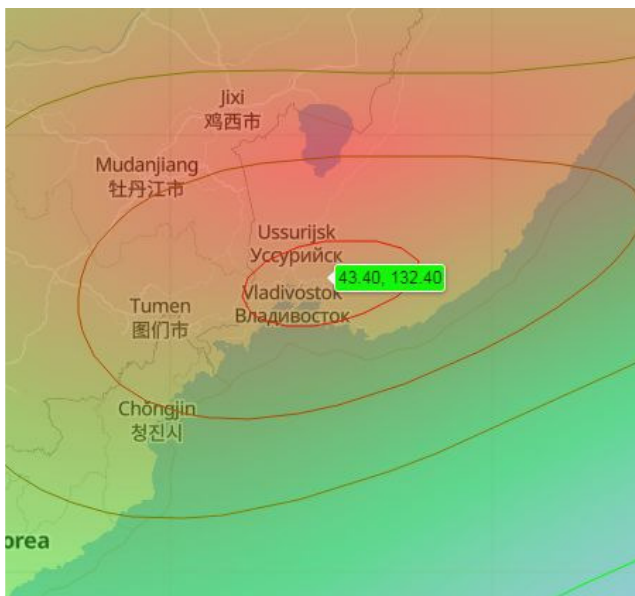 Jixi
鸡西市
Mudanjiang
牡丹江市
Ussurijsk
Уссурийск
43.40, 132.40
Vladivostok
Владивосток
Tumen
图们市
Chŏngjin
청진시
orea